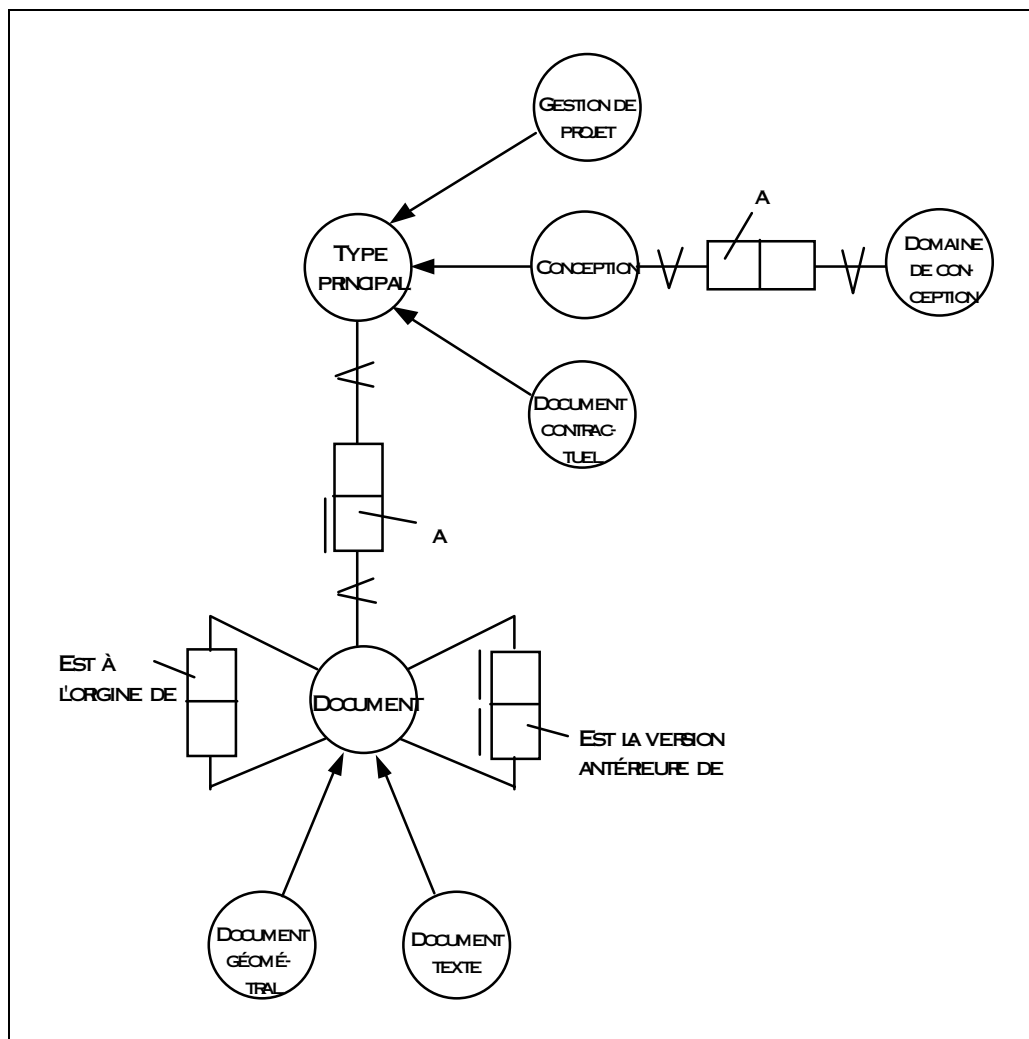 GESTION DE
PROJET
A
TYPE
PRINCIPAL
CONCEPTION
DOMAINE
DE CON-
CEPTION
DOCUMENT
CONTRAC-
TUEL
A
EST À
L'ORGINE DE
DOCUMENT
EST LA VERSION
ANTÉREURE DE
DOCUMENT
GÉOMÉ-
TRAL
DOCUMENT
TEXTE